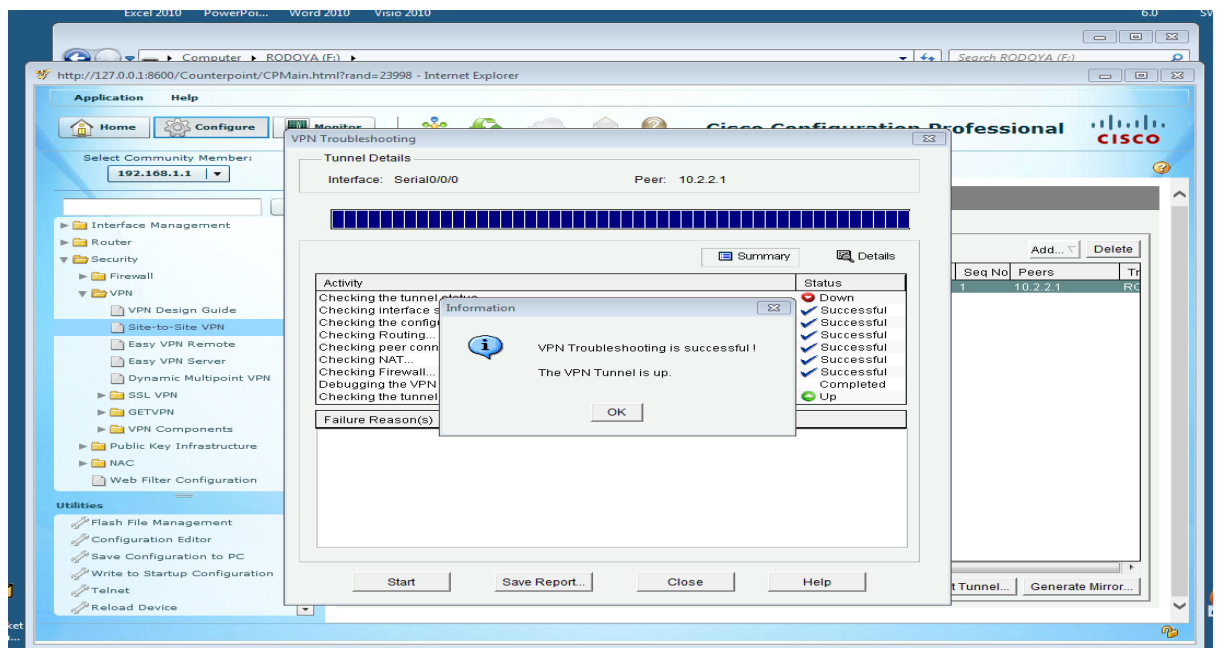 Excel 2010 PowerPoi... Word 2010 Visio 2010 6.0
Computer RODOYA (F:) Search RODOYA (F:)
http://127.0.0.1:8600/Counterpoint/CPMain.html?rand=23998 - Internet Explorer
Application Help
Home Configure Monitor Cisco Configuration Professional
CISCO
Select Community Member:
192.168.1.1
Interface Management
Router
Security
Firewall
VPN
VPN Design Guide
Site-to-Site VPN
Easy VPN Remote
Easy VPN Server
Dynamic Multipoint VPN
SSL VPN
GETVPN
VPN Components
Public Key Infrastructure
NAC
Web Filter Configuration
Utilities
Flash File Management
Configuration Editor
Save Configuration to PC
Write to Startup Configuration
Telnet
Reload Device
VPN Troubleshooting
Tunnel Details
Interface: Serial0/0/0 Peer: 10.2.2.1
Summary Details
Activity Status
Checking the tunnel status... Down
Checking interface s Successful
Checking the config Successful
Checking Routing... Successful
Checking peer conn Successful
Checking NAT... Successful
Checking Firewall... Successful
Debugging the VPN Completed
Checking the tunnel Up
Failure Reason(s)
Information
VPN Troubleshooting is successful !
The VPN Tunnel is up.
OK
Start Save Report... Close Help
Add... Delete
Seq No Peers Tr
1 10.2.2.1 RO
t Tunnel... Generate Mirror...
ket